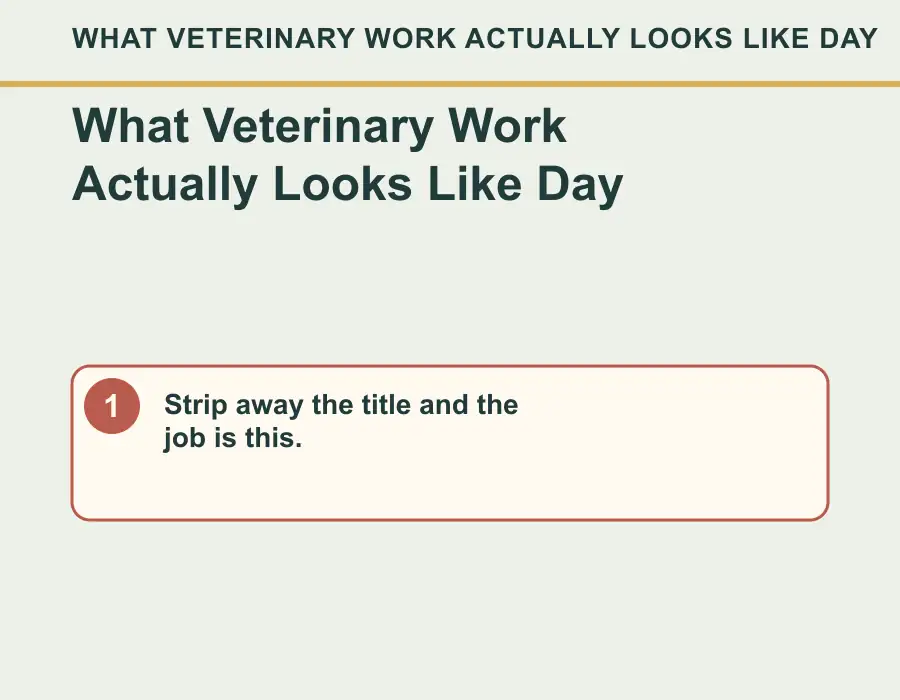 WHAT VETERINARY WORK ACTUALLY LOOKS LIKE DAY
What Veterinary Work
Actually Looks Like Day
1
Strip away the title and the
job is this.